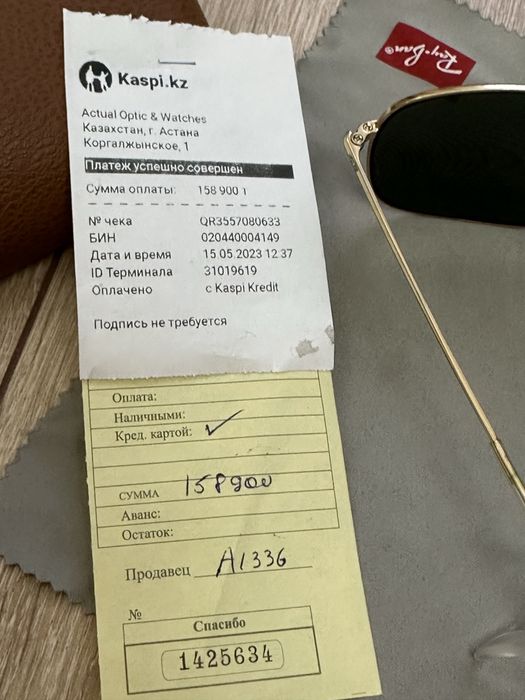 Kaspi.kz
Actual Optic & Watches
Казахстан, г. Астана
Коргалжынское, 1
Платеж успешно совершен
Сумма оплаты: 158 900 т
№ чека QR3557080633
БИН 020440004149
Дата и время 15.05.2023 12:37
ID Терминала 31019619
Оплачено с Kaspi Kredit
Подпись не требуется
Ray-Ban
Оплата:
Наличными:
Кред. картой: ✓
СУММА 158900
Аванс:
Остаток:
Продавец A1336
№
Спасибо
1425634